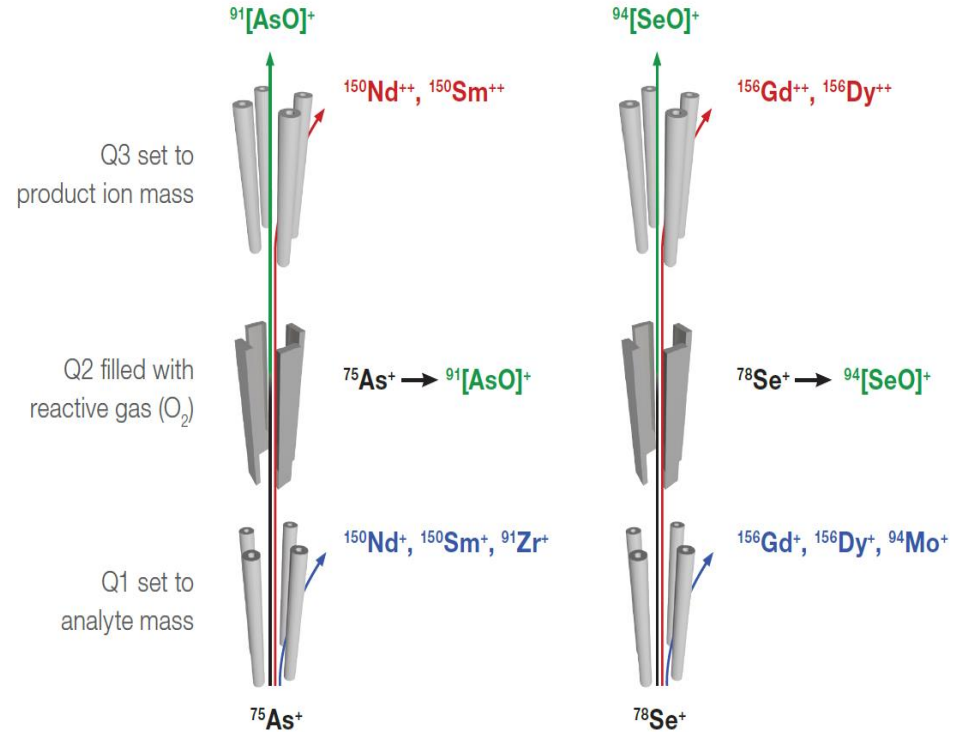 ⁹¹[AsO]⁺
⁹⁴[SeO]⁺
¹⁵⁰Nd⁺⁺, ¹⁵⁰Sm⁺⁺
¹⁵⁶Gd⁺⁺, ¹⁵⁶Dy⁺⁺
Q3 set to
product ion mass
Q2 filled with
reactive gas (O₂)
⁷⁵As⁺ → ⁹¹[AsO]⁺
⁷⁸Se⁺ → ⁹⁴[SeO]⁺
¹⁵⁰Nd⁺, ¹⁵⁰Sm⁺, ⁹¹Zr⁺
¹⁵⁶Gd⁺, ¹⁵⁶Dy⁺, ⁹⁴Mo⁺
Q1 set to
analyte mass
⁷⁵As⁺
⁷⁸Se⁺